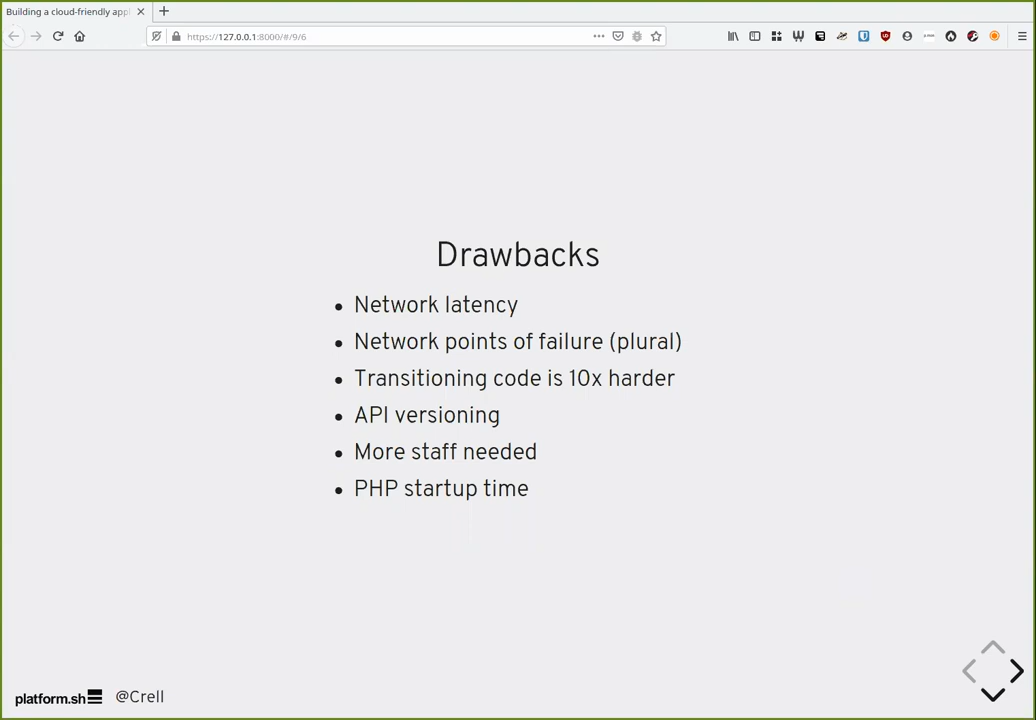 Building a cloud-friendly appl
https://127.0.0.1:8000/#/9/6
Drawbacks
Network latency
Network points of failure (plural)
Transitioning code is 10x harder
API versioning
More staff needed
PHP startup time
platform.sh
@Crell